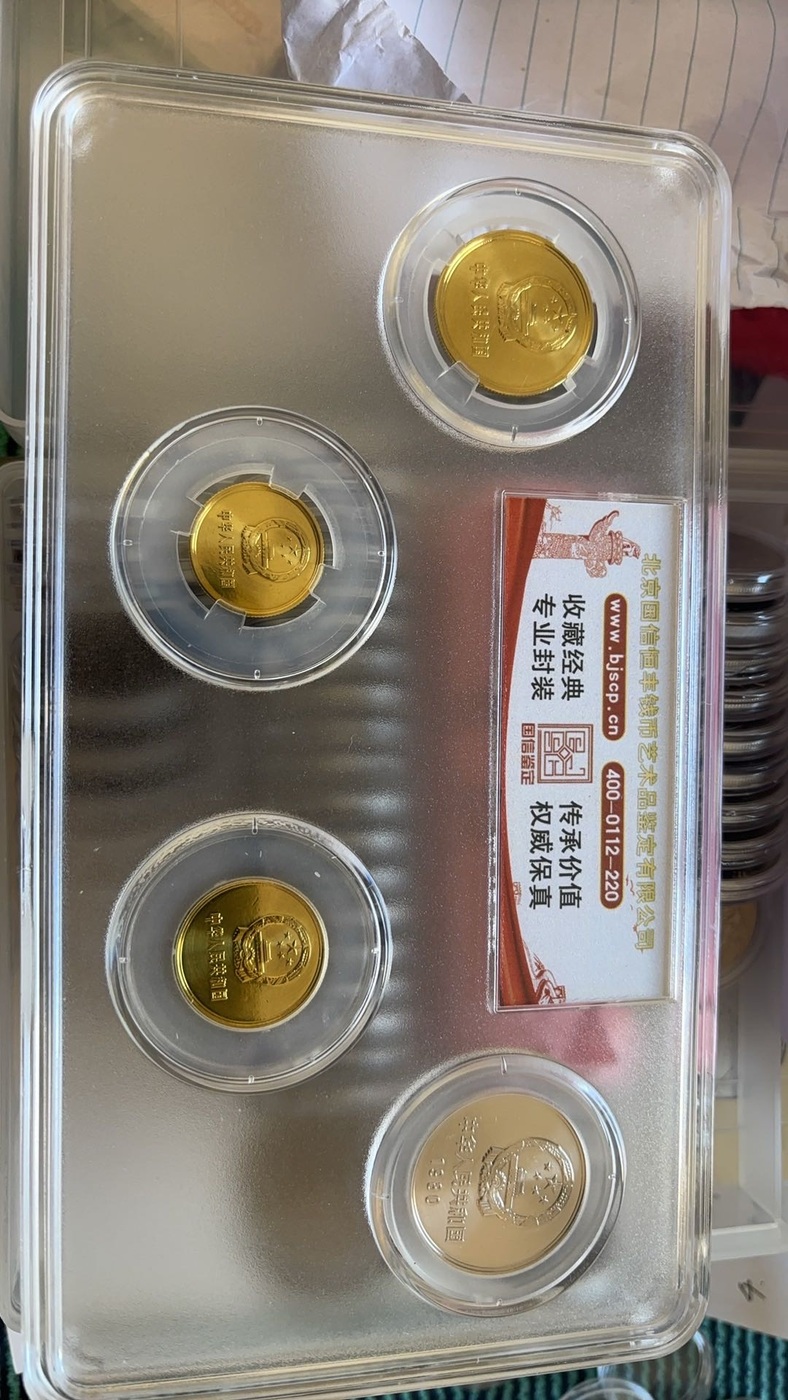 北京国信恒丰钱币艺术品鉴定有限公司
www.bjscp.cn 400-0112-220
收藏经典 传承价值
专业封装 权威保真
国信鉴定
中华人民共和国
中华人民共和国
中华人民共和国
中华人民共和国
1980